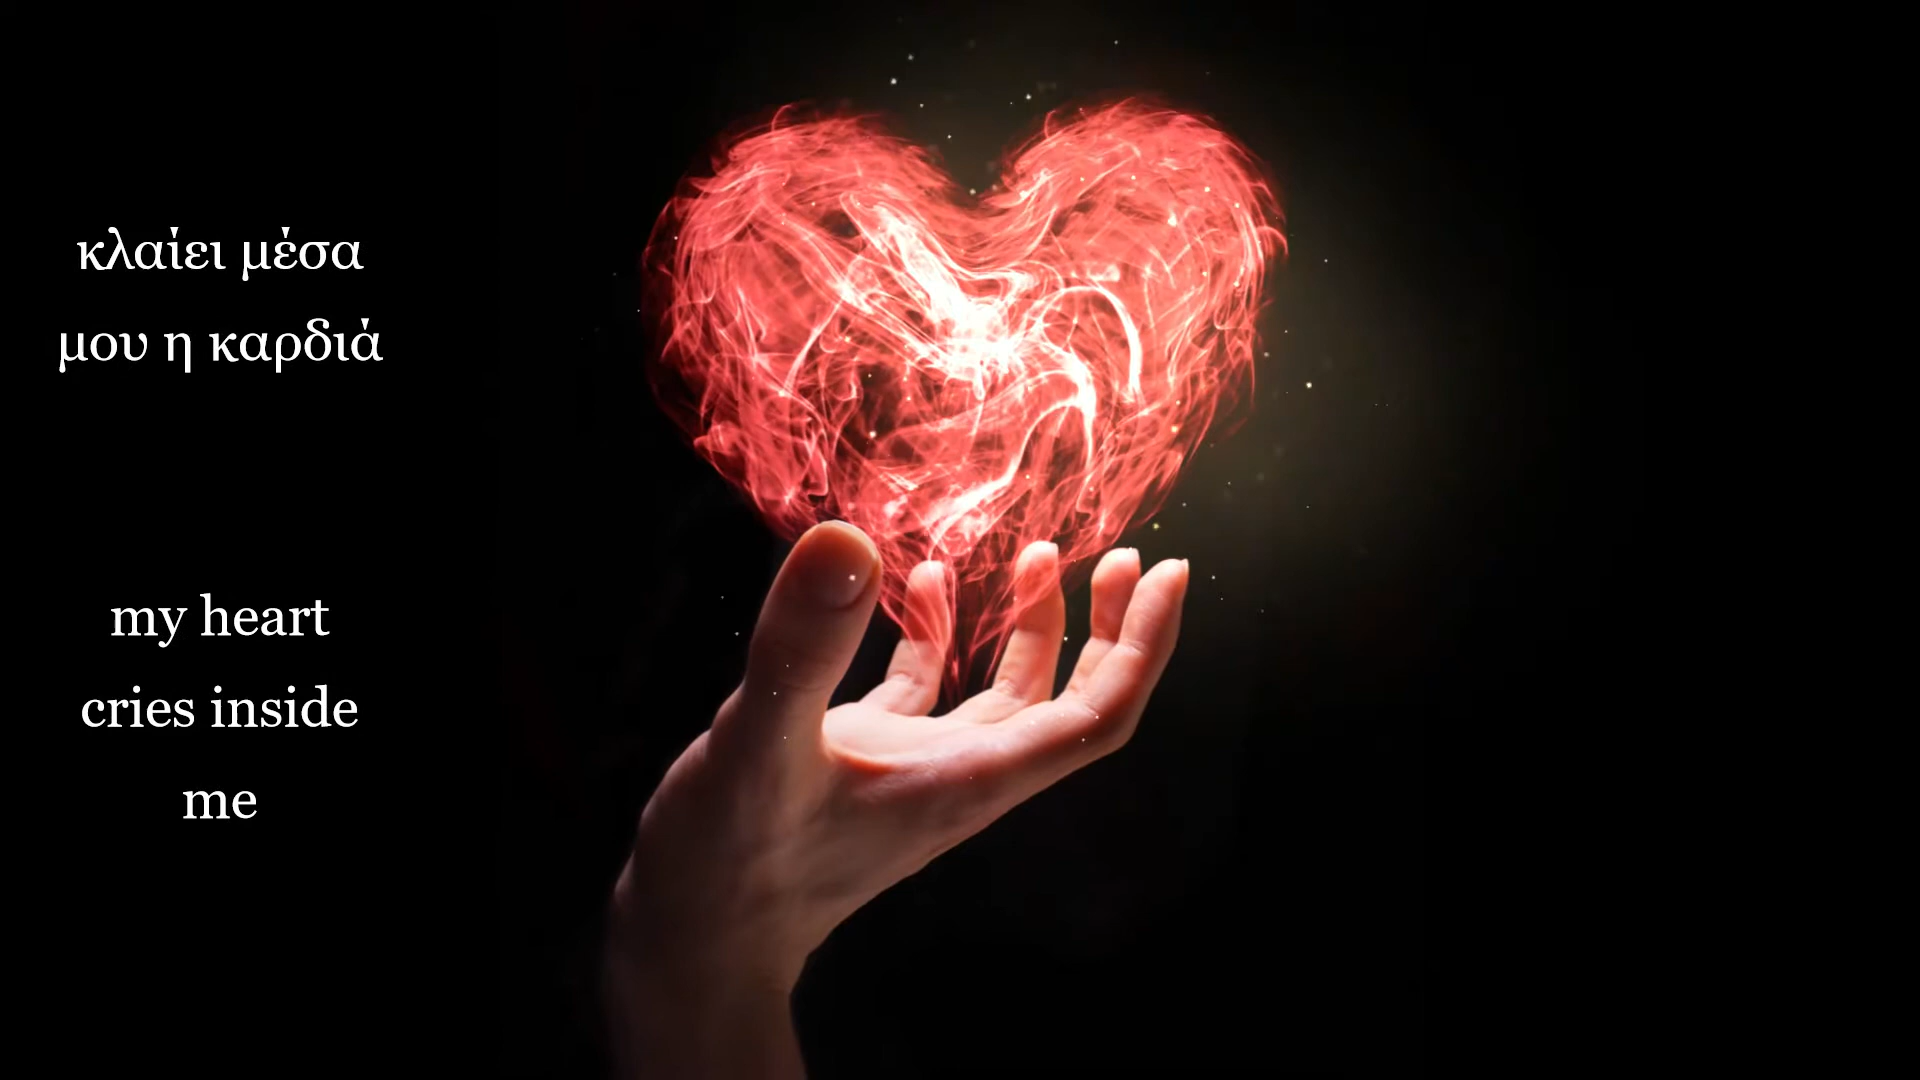 κλαίει μέσα
μου η καρδιά
my heart
cries inside
me